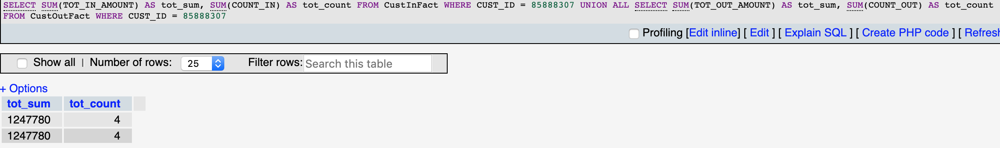 SELECT SUM(TOT_IN_AMOUNT) AS tot_sum, SUM(COUNT_IN) AS tot_count FROM CustInFact WHERE CUST_ID = 85888307 UNION ALL SELECT SUM(TOT_OUT_AMOUNT) AS tot_sum, SUM(COUNT_OUT) AS tot_count
FROM CustOutFact WHERE CUST_ID = 85888307
Profiling [Edit inline] [ Edit ] [ Explain SQL ] [ Create PHP code ] [ Refresh
Show all | Number of rows: 25 Filter rows: Search this table
+ Options
tot_sum tot_count
1247780 4
1247780 4